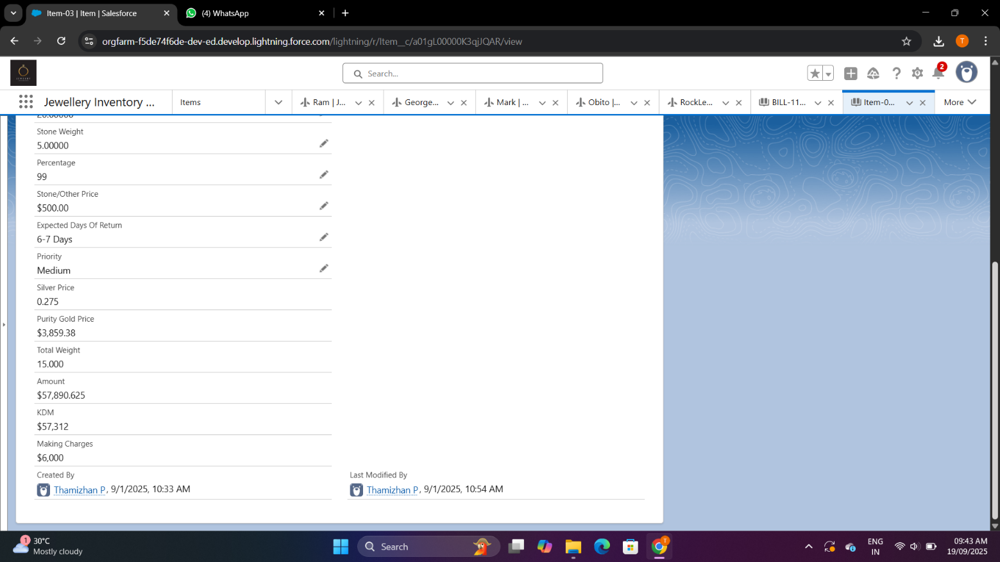 Item-03 | Item | Salesforce
(4) WhatsApp
orgfarm-f5de74f6de-dev-ed.develop.lightning.force.com/lightning/r/Item__c/a01gL00000K3qjJQAR/view
Search...
2
Jewellery Inventory ...
Items
Ram | J...
George...
Mark | ...
Obito |...
RockLe...
BILL-11...
Item-0...
More
Stone Weight
5.00000
Percentage
99
Stone/Other Price
$500.00
Expected Days Of Return
6-7 Days
Priority
Medium
Silver Price
0.275
Purity Gold Price
$3,859.38
Total Weight
15.000
Amount
$57,890.625
KDM
$57,312
Making Charges
$6,000
Created By
Thamizhan P, 9/1/2025, 10:33 AM
Last Modified By
Thamizhan P, 9/1/2025, 10:54 AM
1
30°C
Mostly cloudy
Search
T
ENG
IN
09:43 AM
19/09/2025